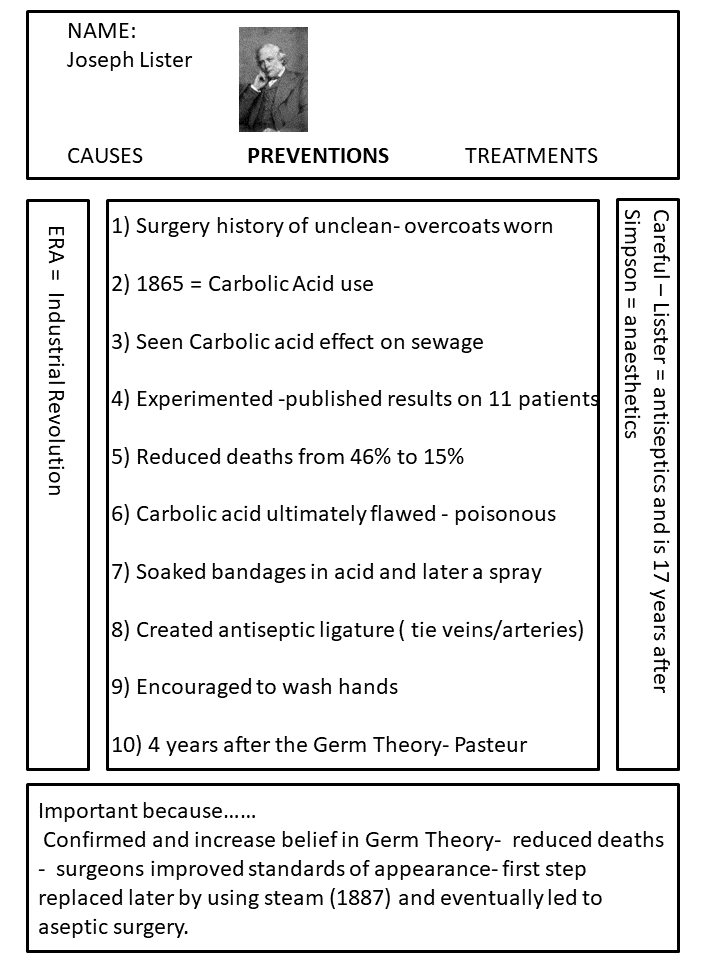 NAME:
Joseph Lister
CAUSES PREVENTIONS TREATMENTS
ERA = Industrial Revolution
1) Surgery history of unclean- overcoats worn
2) 1865 = Carbolic Acid use
3) Seen Carbolic acid effect on sewage
4) Experimented -published results on 11 patients
5) Reduced deaths from 46% to 15%
6) Carbolic acid ultimately flawed - poisonous
7) Soaked bandages in acid and later a spray
8) Created antiseptic ligature ( tie veins/arteries)
9) Encouraged to wash hands
10) 4 years after the Germ Theory- Pasteur
Careful – Lisster = antiseptics and is 17 years after
Simpson = anaesthetics
Important because……
Confirmed and increase belief in Germ Theory- reduced deaths
- surgeons improved standards of appearance- first step
replaced later by using steam (1887) and eventually led to
aseptic surgery.